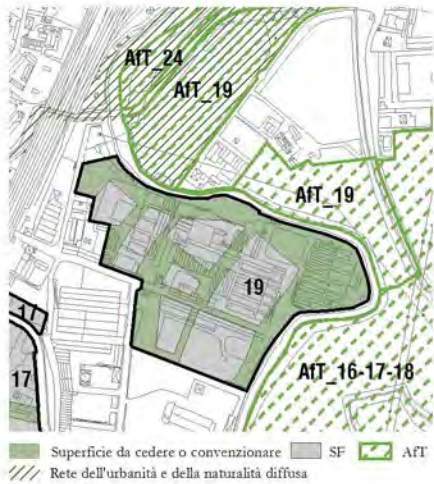 AfT_24
AfT_19
AfT_19
19
17
17
AfT_16-17-18
Superficie da cedere o convenzionare SF AfT
Rete dell'urbanità e della naturalità diffusa